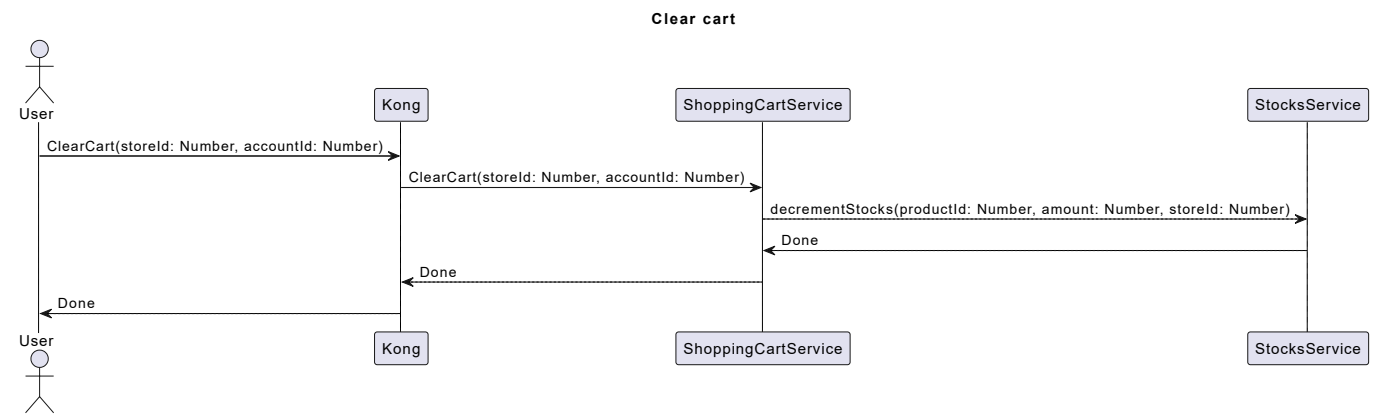 Clear cart
User
Kong
ShoppingCartService
StocksService
ClearCart(storeId: Number, accountId: Number)
ClearCart(storeId: Number, accountId: Number)
decrementStocks(productId: Number, amount: Number, storeId: Number)
Done
Done
Done
User
Kong
ShoppingCartService
StocksService